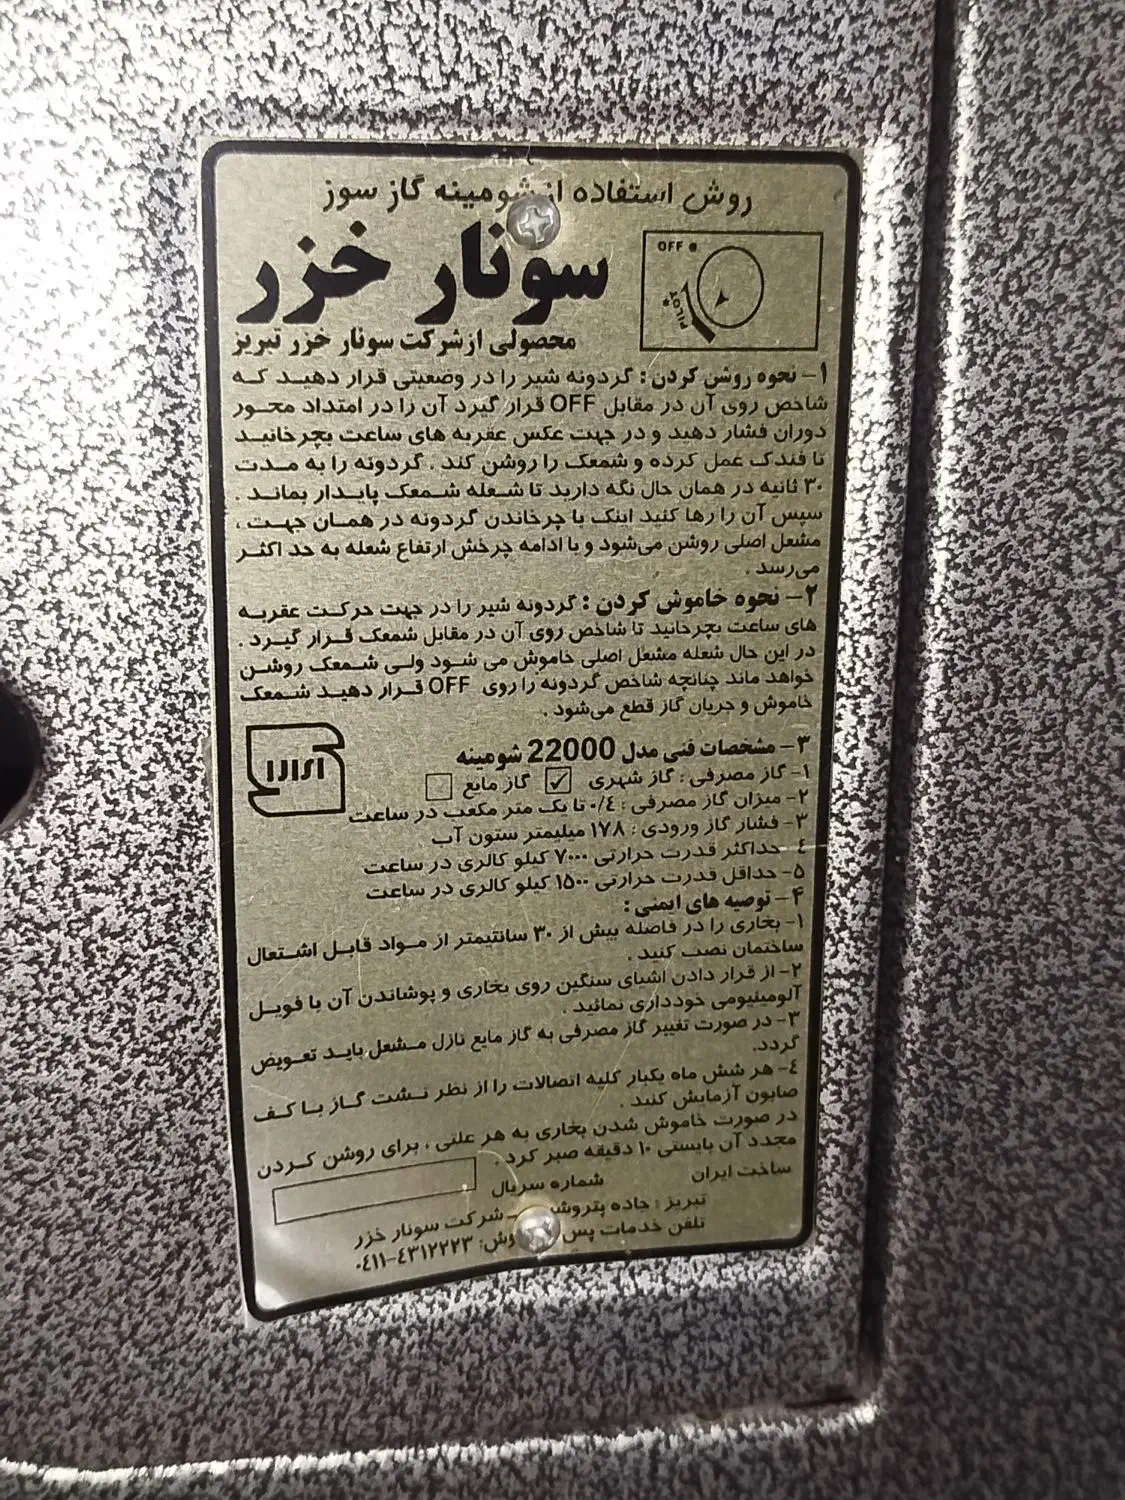 روش استفاده از شومینه گاز سوز
سونار خزر
OFF
PILOT
محصولی از شرکت سونار خزر تبریز
۱- نحوه روشن کردن : گردونه شیر را در وضعیتی قرار دهید که
شاخص روی آن در مقابل OFF قرار گیرد آن را در امتداد محور
دوران فشار دهید و در جهت عکس عقربه های ساعت بچرخانید
تا فندک عمل کرده و شمعک را روشن کند . گردونه را به مدت
۳۰ ثانیه در همان حال نگه دارید تا شعله شمعک پایدار بماند .
سپس آن را رها کنید اینک با چرخاندن گردونه در همان جهت ،
مشعل اصلی روشن می‌شود و با ادامه چرخش ارتفاع شعله به حد اکثر
می‌رسد .
۲- نحوه خاموش کردن : گردونه شیر را در جهت حرکت عقربه
های ساعت بچرخانید تا شاخص روی آن در مقابل شمعک قرار گیرد .
در این حال شعله مشعل اصلی خاموش می شود ولی شمعک روشن
خواهد ماند چنانچه شاخص گردونه را روی OFF قرار دهید شمعک
خاموش و جریان گاز قطع می‌شود .
۳- مشخصات فنی مدل 22000 شومینه
۱- گاز مصرفی : گاز شهری ☑ گاز مایع ☐
۲- میزان گاز مصرفی : ۰/٤ تا یک متر مکعب در ساعت
۳- فشار گاز ورودی : ۱۷۸ میلیمتر ستون آب
٤- حداکثر قدرت حرارتی ۷۰۰۰ کیلو کالری در ساعت
۵- حداقل قدرت حرارتی ۱۵۰۰ کیلو کالری در ساعت
۴- توصیه های ایمنی :
۱- بخاری را در فاصله بیش از ۳۰ سانتیمتر از مواد قابل اشتعال
ساختمان نصب کنید .
۲- از قرار دادن اشیای سنگین روی بخاری و پوشاندن آن با فویل
آلومینیومی خودداری نمائید .
۳- در صورت تغییر گاز مصرفی به گاز مایع نازل مشعل باید تعویض
گردد.
٤- هر شش ماه یکبار کلیه اتصالات را از نظر نشت گاز با کف
صابون آزمایش کنید .
در صورت خاموش شدن بخاری به هر علتی ، برای روشن کردن
مجدد آن بایستی ۱۰ دقیقه صبر کرد .
ساخت ایران شماره سریال
تبریز : جاده شرکت سونار خزر
تلفن خدمات پس : ۰٤۱۱-٤۳۱۲۲۲۳